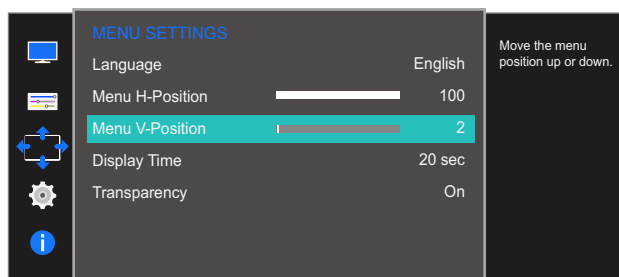 MENU SETTINGS
Language English
Menu H-Position 100
Menu V-Position 2
Display Time 20 sec
Transparency On
Move the menu
position up or down.